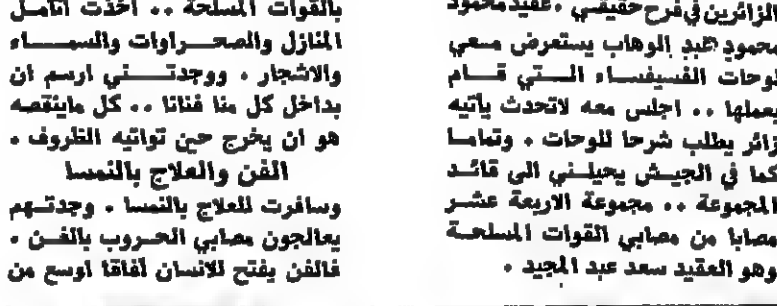 الزائرين في فرح حقيقي . عقيد محمود
محمود عبد الوهاب يستعرض معي
لوحات الفسيفساء التي قام
بعملها .. اجلس معه لاتحدث يأتيه
زائر يطلب شرحا للوحات . وتماما
كما في الجيش يحيلني الى قائد
المجموعة .. مجموعة الاربعة عشر
مصابا من مصابي القوات المسلحة
وهو العقيد سعد عبد المجيد .
بالقوات المسلحة .. اخذت اتامل
المنازل والصحراوات والسماء
والاشجار . ووجدتني ارسم ان
بداخل كل منا فنانا .. كل ماينقصه
هو ان يخرج حين تواتيه الظروف .
الفن والعلاج بالنمسا
وسافرت للعلاج بالنمسا . وجدتهم
يعالجون مصابي الحروب بالفن .
فالفن يفتح للانسان آفاقا اوسع من